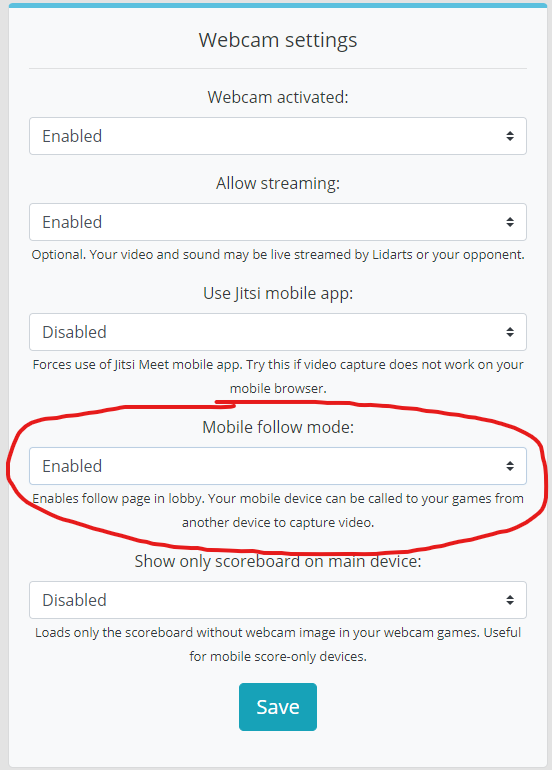 Webcam settings
Webcam activated:
Enabled
Allow streaming:
Enabled
Optional. Your video and sound may be live streamed by Lidarts or your opponent.
Use Jitsi mobile app:
Disabled
Forces use of Jitsi Meet mobile app. Try this if video capture does not work on your
mobile browser.
Mobile follow mode:
Enabled
Enables follow page in lobby. Your mobile device can be called to your games from
another device to capture video.
Show only scoreboard on main device:
Disabled
Loads only the scoreboard without webcam image in your webcam games. Useful
for mobile score-only devices.
Save